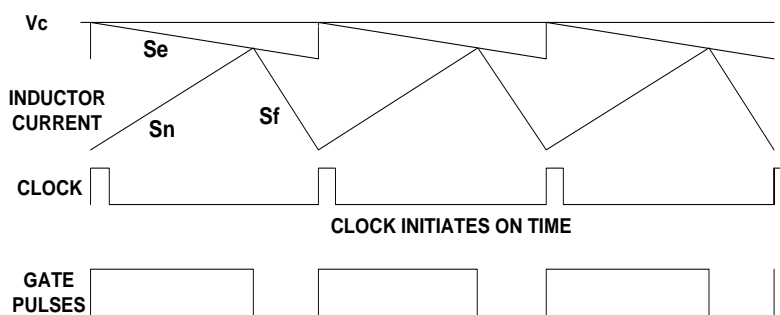 Vc
Se
INDUCTOR
CURRENT
Sn
Sf
CLOCK
CLOCK INITIATES ON TIME
GATE
PULSES